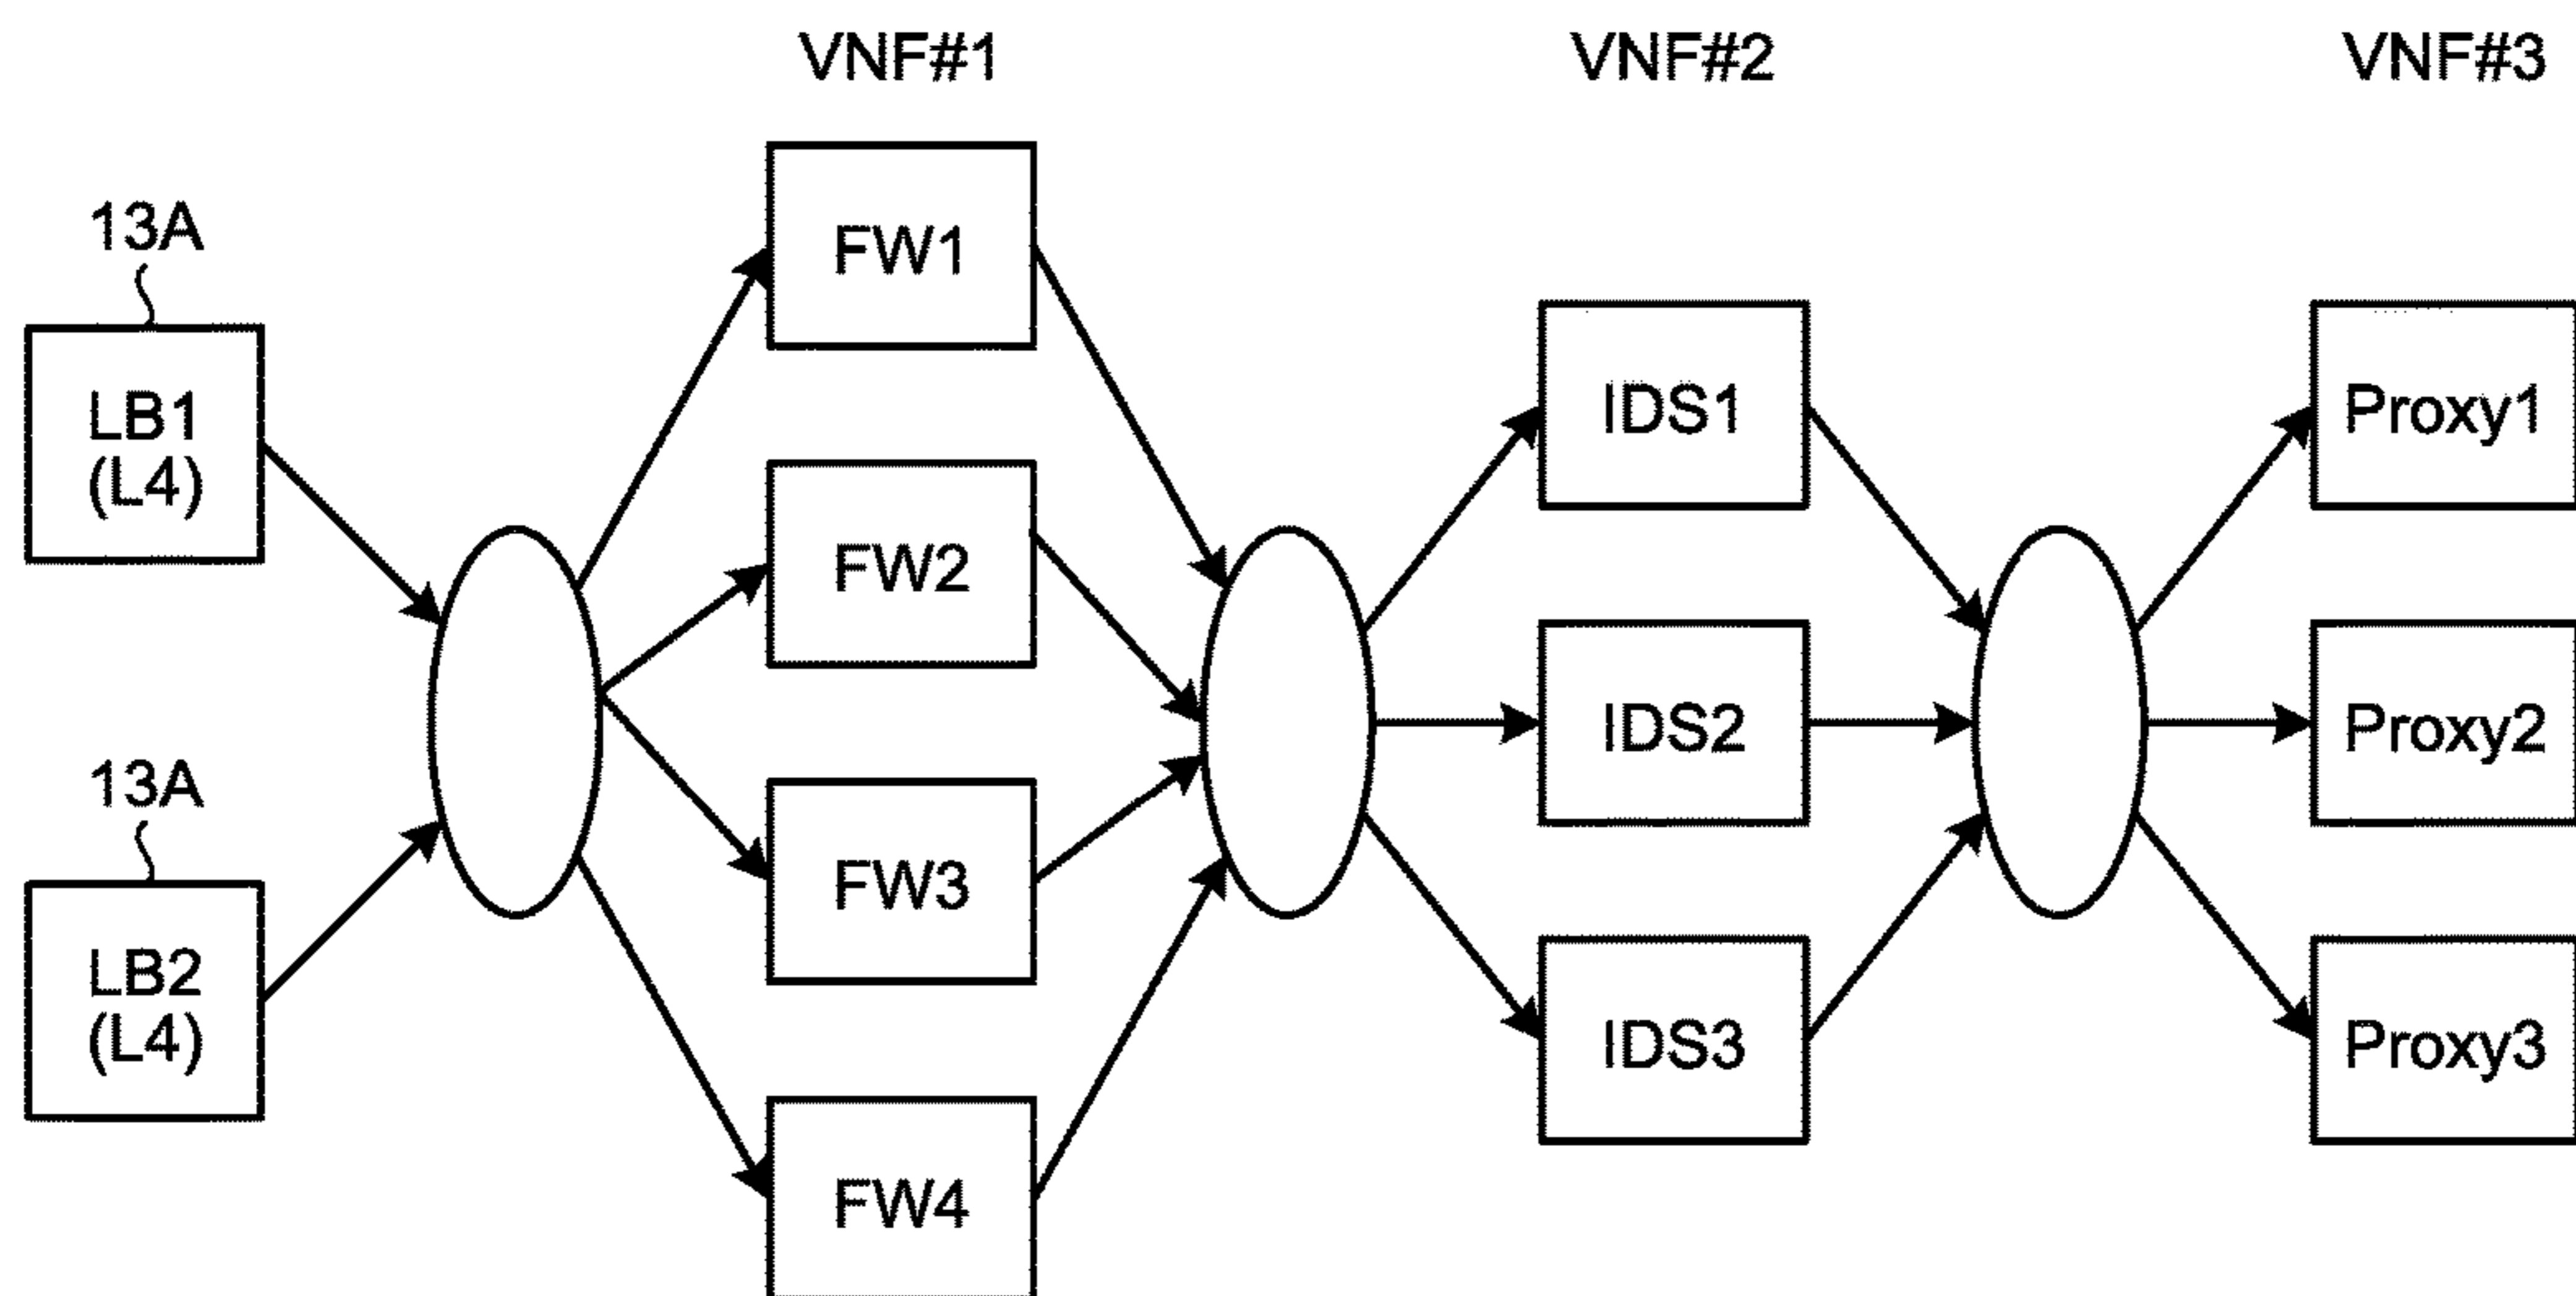 VNF#1
VNF#2
VNF#3
13A
LB1
(L4)
13A
LB2
(L4)
FW1
FW2
FW3
FW4
IDS1
IDS2
IDS3
Proxy1
Proxy2
Proxy3